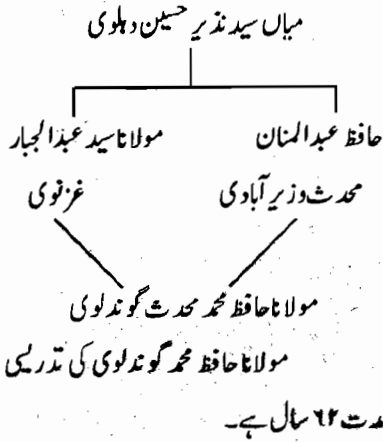 میاں سید نذیر حسین دہلوی
حافظ عبدالمنان مولانا سید عبدالجبار
محدث وزیر آبادی غزنوی
مولانا حافظ محمد محدث گوندلوی
مولانا حافظ محمد گوندلوی کی تدریسی
مدت ۶۲ سال ہے۔